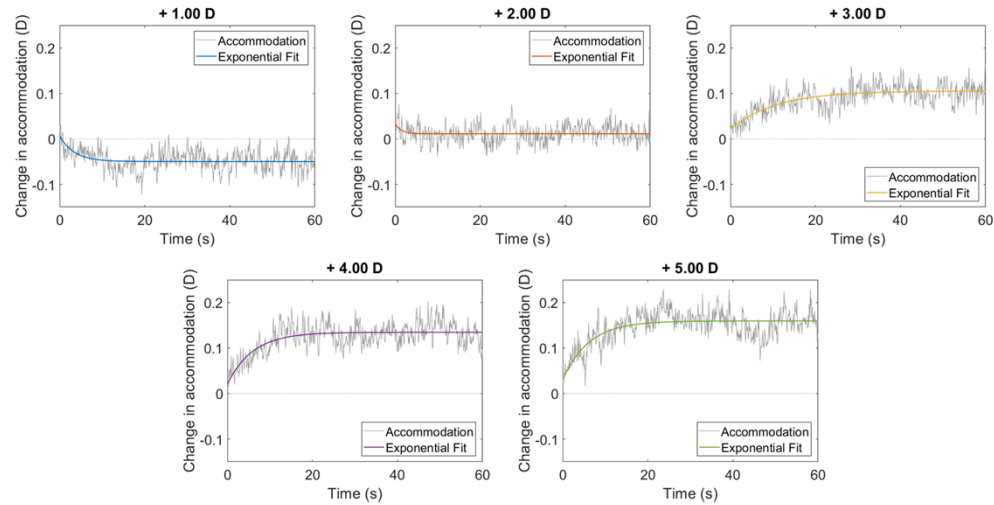 + 1.00 D
Change in accommodation (D)
0.2
0.1
0
-0.1
Accommodation
Exponential Fit
0 20 40 60
Time (s)
+ 2.00 D
Change in accommodation (D)
0.2
0.1
0
-0.1
Accommodation
Exponential Fit
0 20 40 60
Time (s)
+ 3.00 D
Change in accommodation (D)
0.2
0.1
0
-0.1
Accommodation
Exponential Fit
0 20 40 60
Time (s)
+ 4.00 D
Change in accommodation (D)
0.2
0.1
0
-0.1
Accommodation
Exponential Fit
0 20 40 60
Time (s)
+ 5.00 D
Change in accommodation (D)
0.2
0.1
0
-0.1
Accommodation
Exponential Fit
0 20 40 60
Time (s)